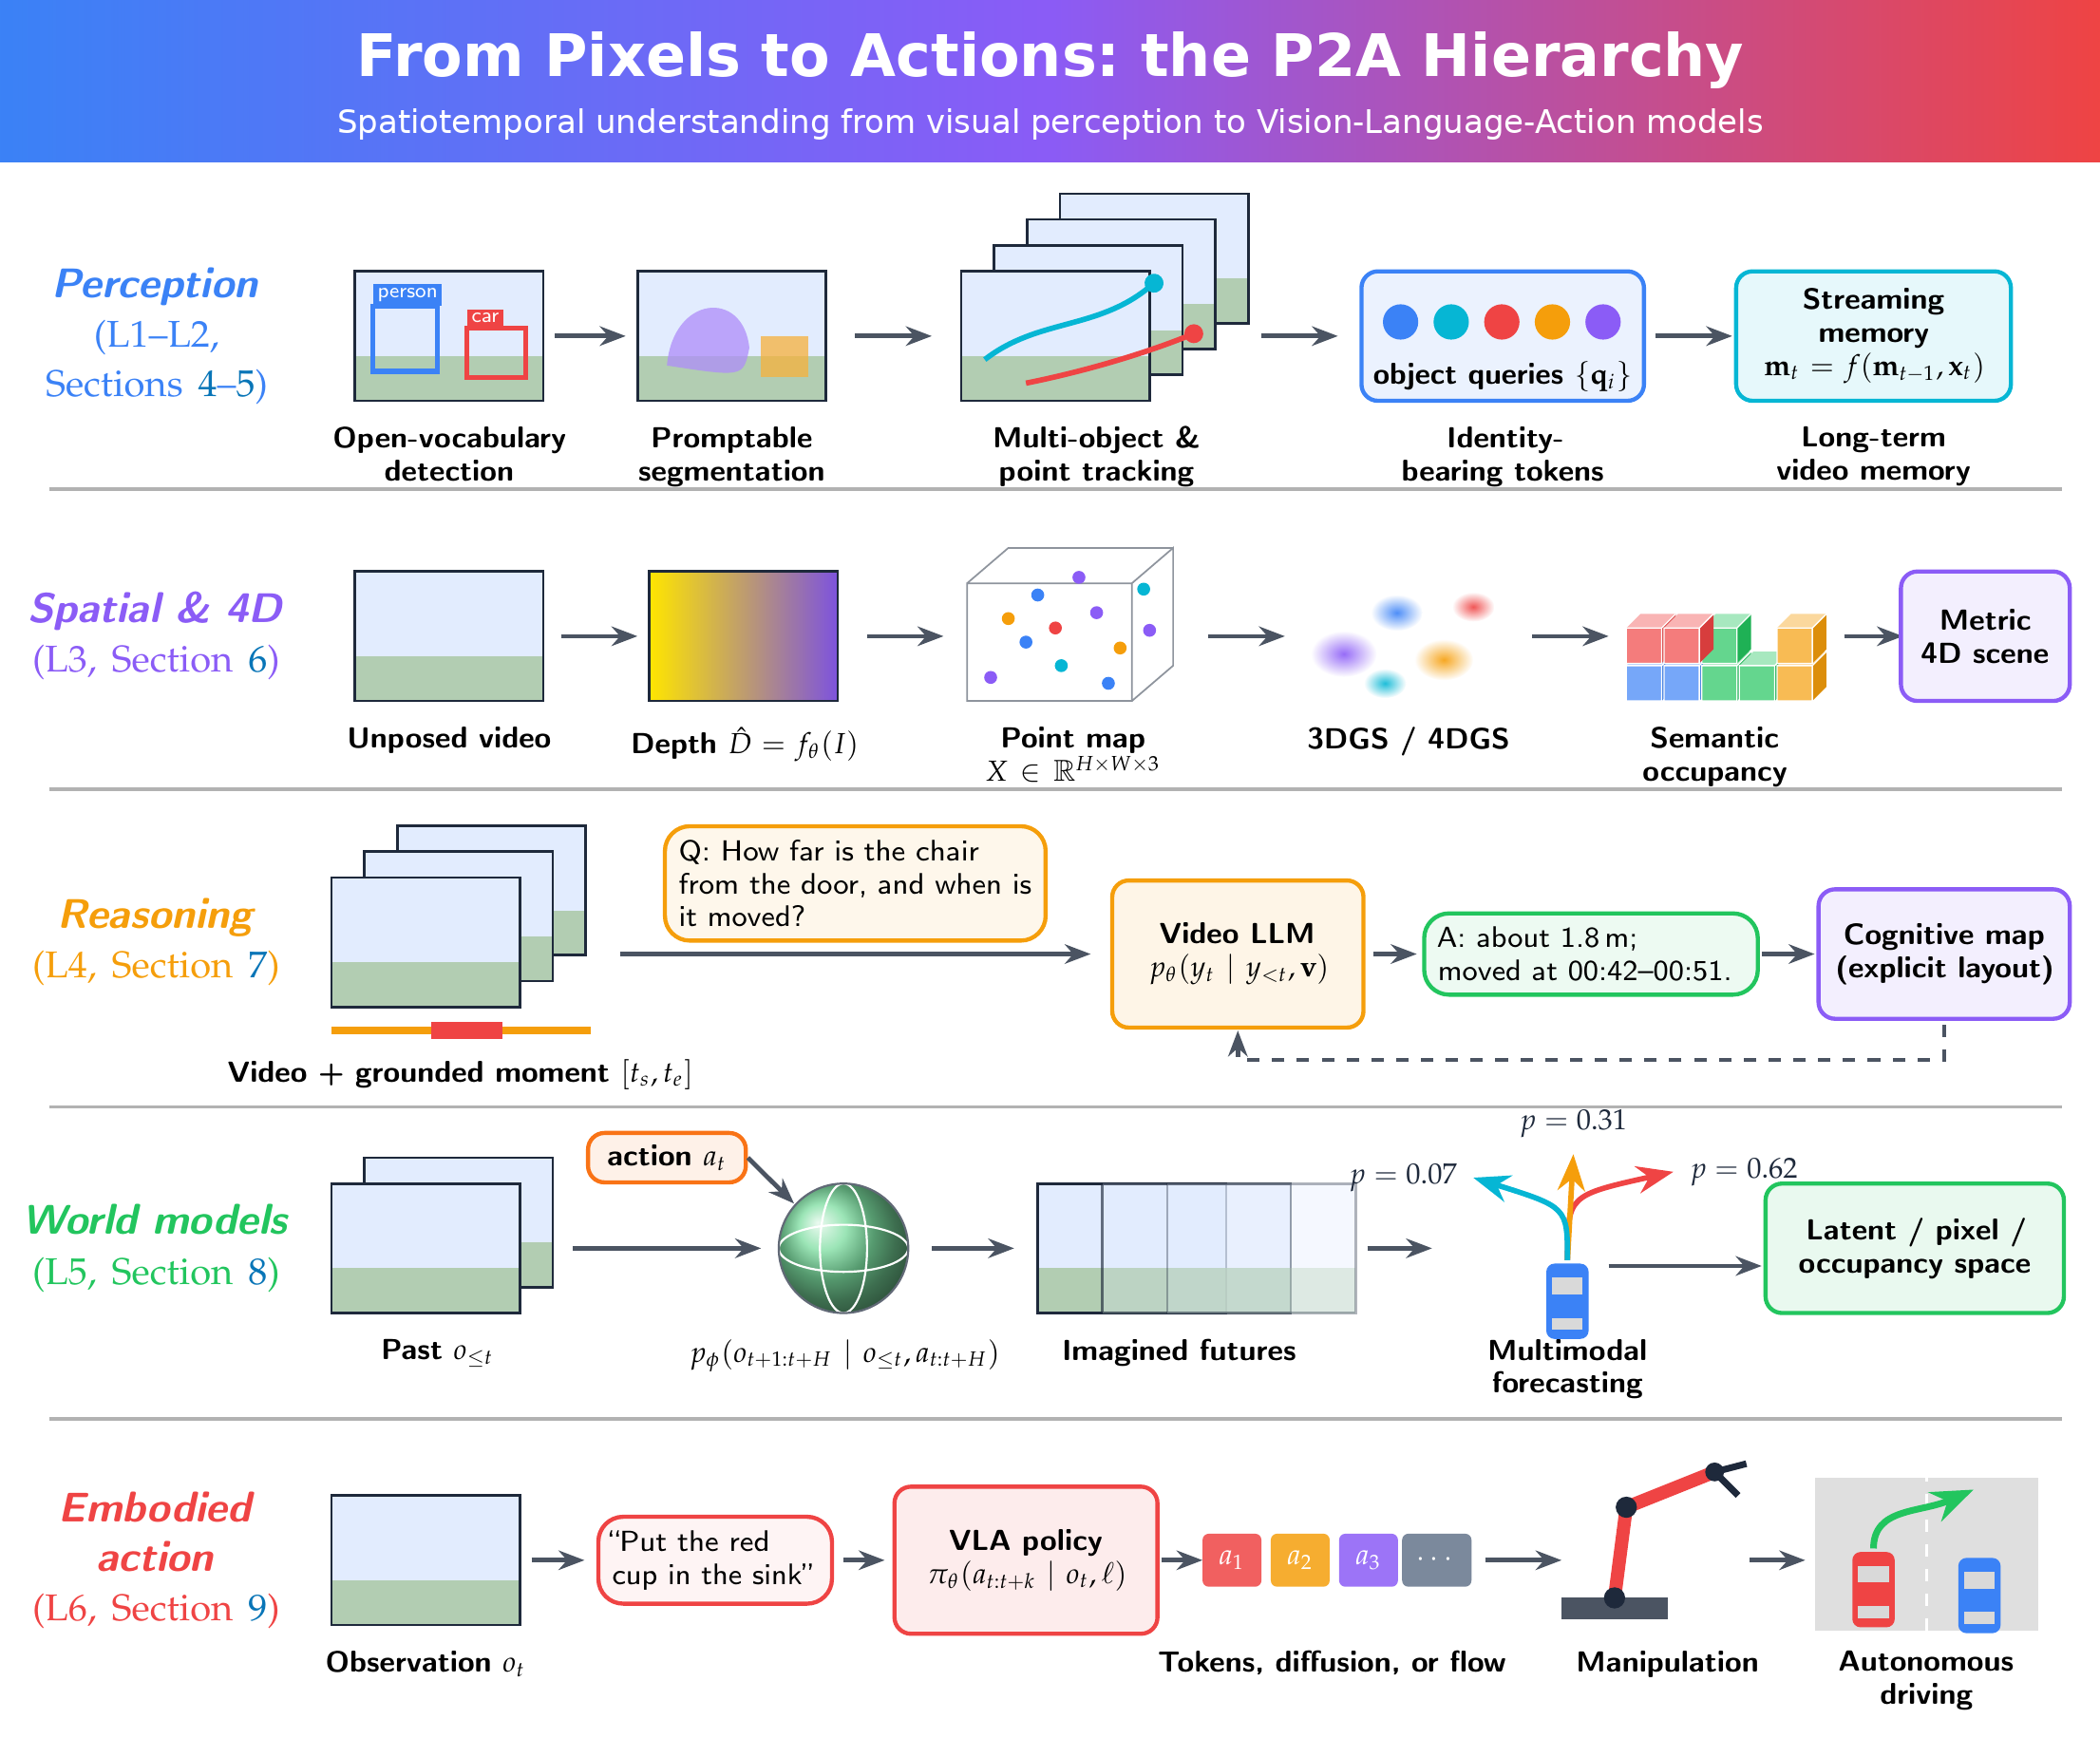 From Pixels to Actions: the P2A Hierarchy
Spatiotemporal understanding from visual perception to Vision-Language-Action models
Perception
(L1–L2,
Sections 4–5)
person
car
Open-vocabulary
detection
Promptable
segmentation
Multi-object &
point tracking
object queries {q_i}
Identity-
bearing tokens
Streaming
memory
m_t = f(m_{t−1}, x_t)
Long-term
video memory
Spatial & 4D
(L3, Section 6)
Unposed video
Depth D̂ = f_θ(I)
Point map
X ∈ ℝ^{H×W×3}
3DGS / 4DGS
Semantic
occupancy
Metric
4D scene
Reasoning
(L4, Section 7)
Video + grounded moment [t_s, t_e]
Q: How far is the chair
from the door, and when is
it moved?
Video LLM
p_θ(y_t | y_{<t}, v)
A: about 1.8 m;
moved at 00:42–00:51.
Cognitive map
(explicit layout)
World models
(L5, Section 8)
Past o_{≤t}
action a_t
p_ϕ(o_{t+1:t+H} | o_{≤t}, a_{t:t+H})
Imagined futures
p = 0.07
p = 0.31
p = 0.62
Multimodal
forecasting
Latent / pixel /
occupancy space
Embodied
action
(L6, Section 9)
Observation o_t
“Put the red
cup in the sink”
VLA policy
π_θ(a_{t:t+k} | o_t, ℓ)
a_1 a_2 a_3 ···
Tokens, diffusion, or flow
Manipulation
Autonomous
driving